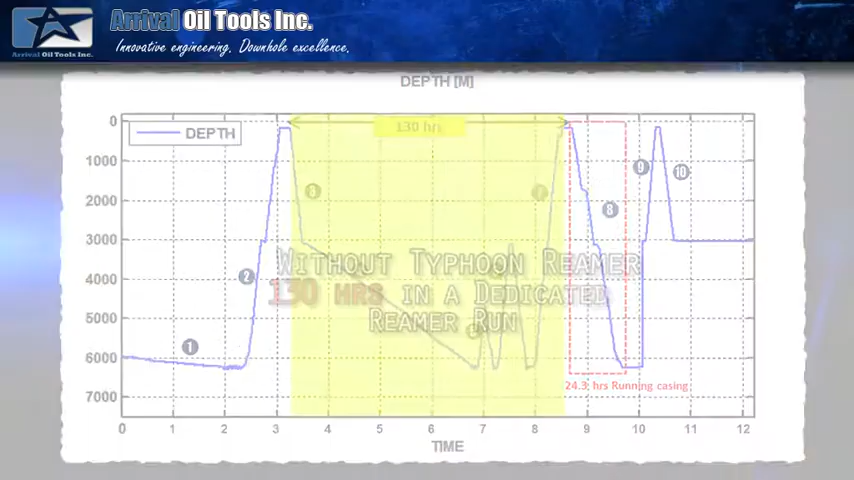 Arrival Oil Tools Inc.
Innovative engineering. Downhole excellence.
Arrival Oil Tools Inc.
DEPTH [M]
DEPTH
130 hrs
0
1000
2000
3000
4000
5000
6000
7000
1
2
3
7
8
9
10
Without Typhoon Reamer
130 hrs in a Dedicated
Reamer Run
24.3 hrs Running casing
0 1 2 3 4 5 6 7 8 9 10 11 12
TIME